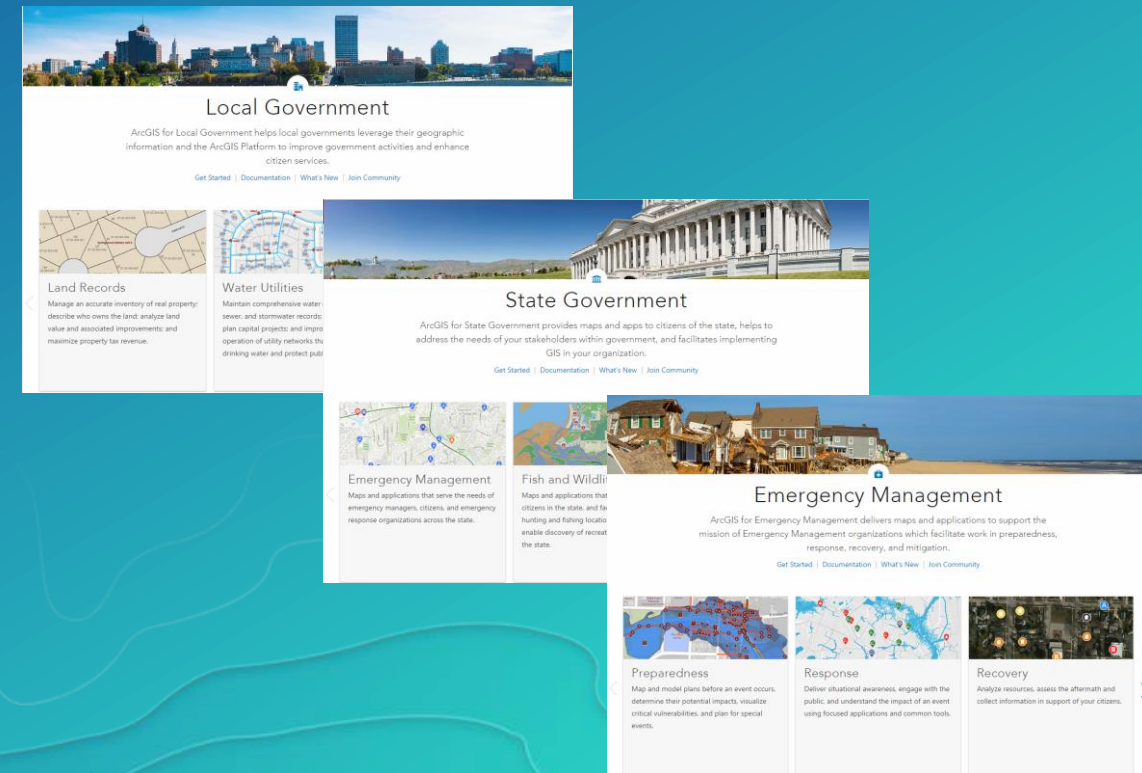 Local Government
ArcGIS for Local Government helps local governments leverage their geographic
information and the ArcGIS Platform to improve government activities and enhance
citizen services.
Get Started | Documentation | What's New | Join Community
Land Records
Manage an accurate inventory of real property;
describe who owns the land; analyze land
value and associated improvements; and
maximize property tax revenue.
Water Utilities
Maintain comprehensive water
sewer, and stormwater records;
plan capital projects; and impro
operation of utility networks
drinking water and protect
State Government
ArcGIS for State Government provides maps and apps to citizens of the state, helps to
address the needs of your stakeholders within government, and facilitates implementing
GIS in your organization.
Get Started | Documentation | What's New | Join Community
Emergency Management
Maps and applications that serve the needs of
emergency managers, citizens, and emergency
response organizations across the state.
Fish and Wildli
Maps and applications that
citizens in the state, and
hunting and fishing locatio
enable discovery of recreat
the state.
Emergency Management
ArcGIS for Emergency Management delivers maps and applications to support the
mission of Emergency Management organizations which facilitate work in preparedness,
response, recovery, and mitigation.
Get Started | Documentation | What's New | Join Community
Preparedness
Map and model plans before an event occurs,
determine their potential impacts, visualize
critical vulnerabilities, and plan for special
events.
Response
Deliver situational awareness, engage with the
public, and understand the impact of an event
using focused applications and common tools.
Recovery
Analyze resources, assess the aftermath and
collect information in support of your citizens.